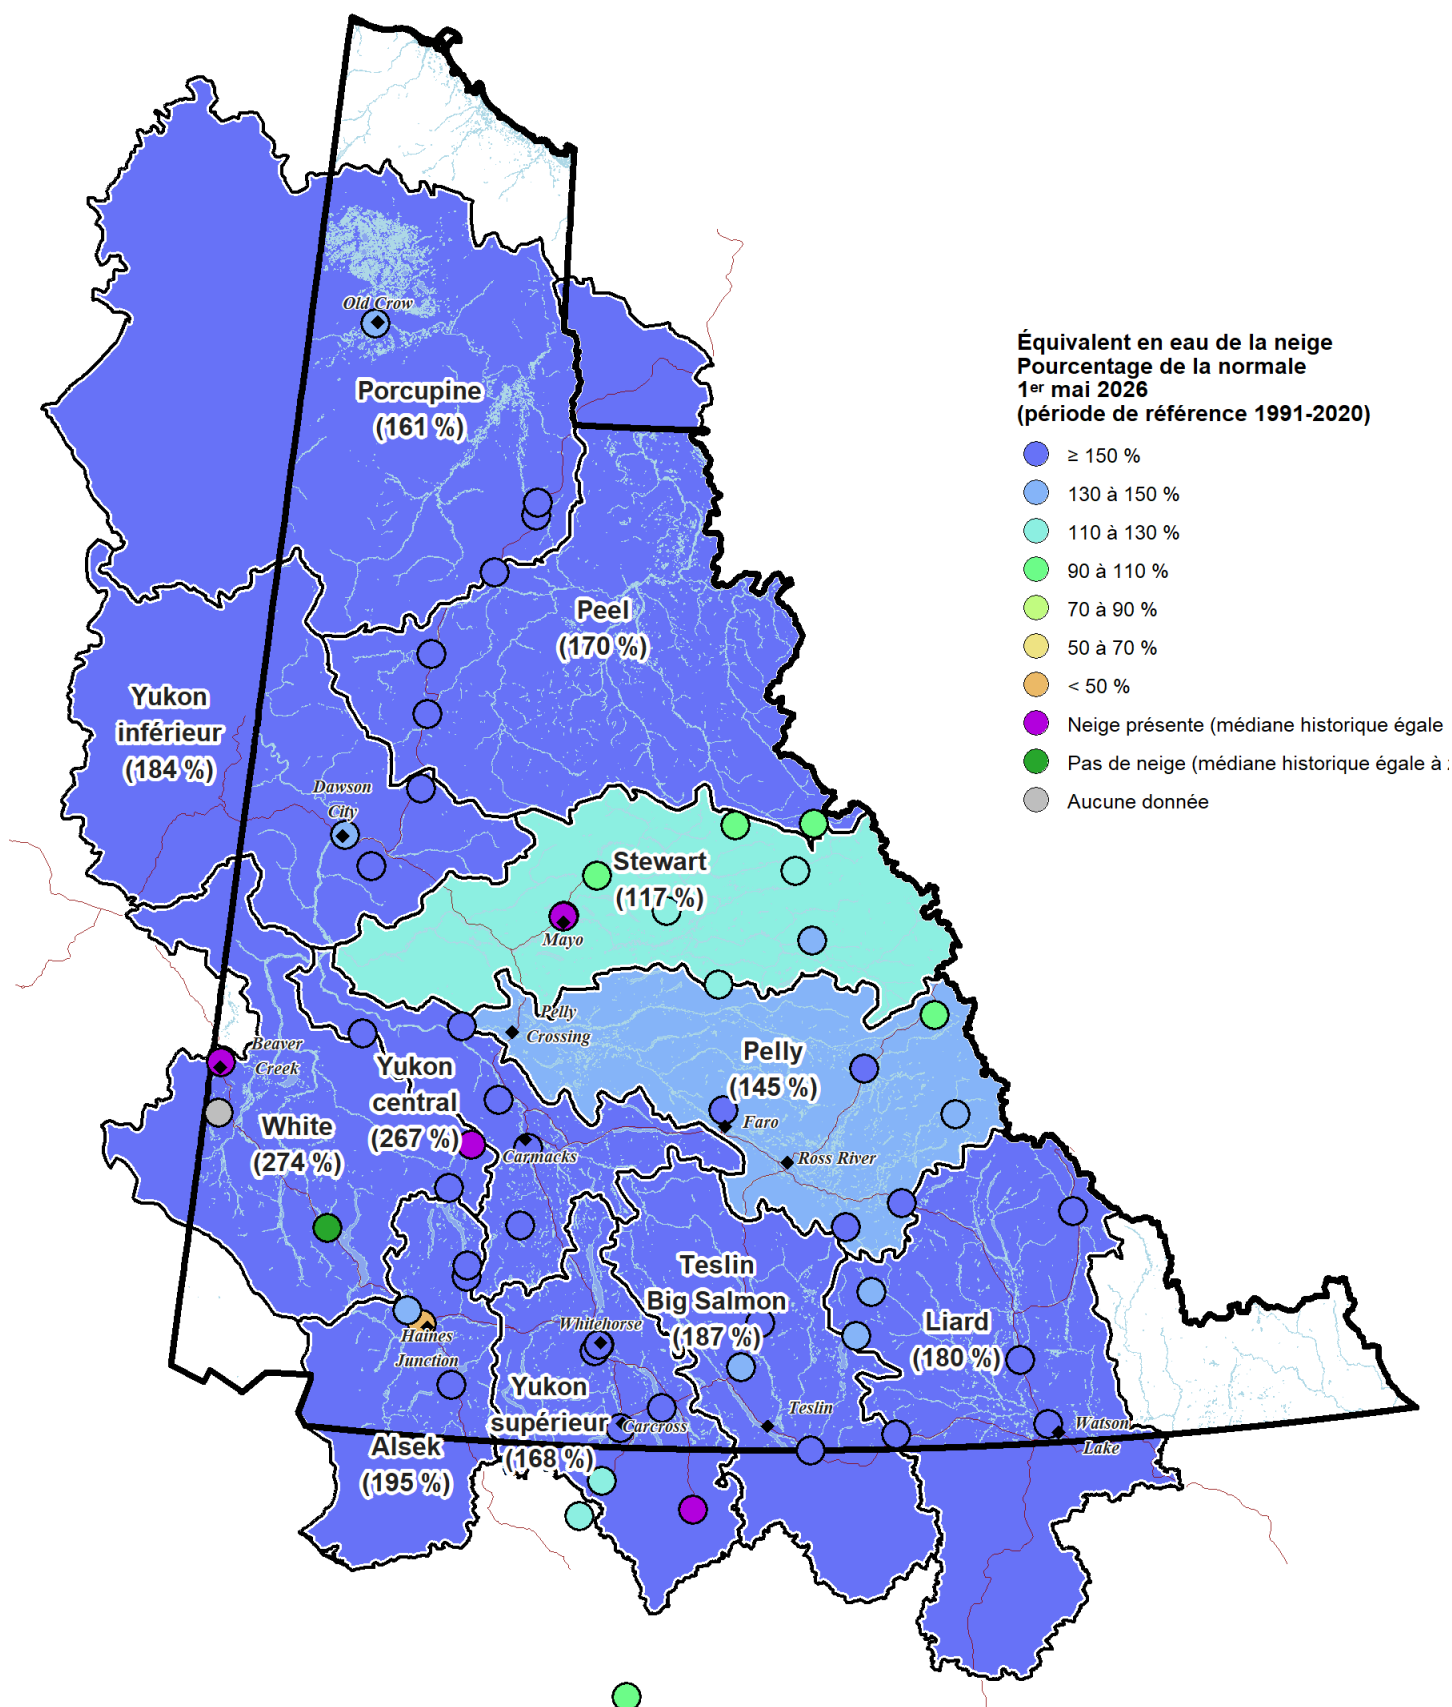 Old Crow
Porcupine
(161 %)
Équivalent en eau de la neige
Pourcentage de la normale
1er mai 2026
(période de référence 1991-2020)
≥ 150 %
130 à 150 %
110 à 130 %
90 à 110 %
70 à 90 %
50 à 70 %
< 50 %
Neige présente (médiane historique égale
Pas de neige (médiane historique égale à
Aucune donnée
Peel
(170 %)
Yukon
inférieur
(184 %)
Dawson
City
Stewart
(117 %)
Mayo
Pelly
Crossing
Beaver
Creek
Yukon
central
(267 %)
Pelly
(145 %)
Faro
White
(274 %)
Carmacks
Ross River
Teslin
Big Salmon
(187 %)
Liard
(180 %)
Whitehorse
Haines
Junction
Yukon
supérieur
(168 %)
Carcross
Teslin
Watson
Lake
Alsek
(195 %)